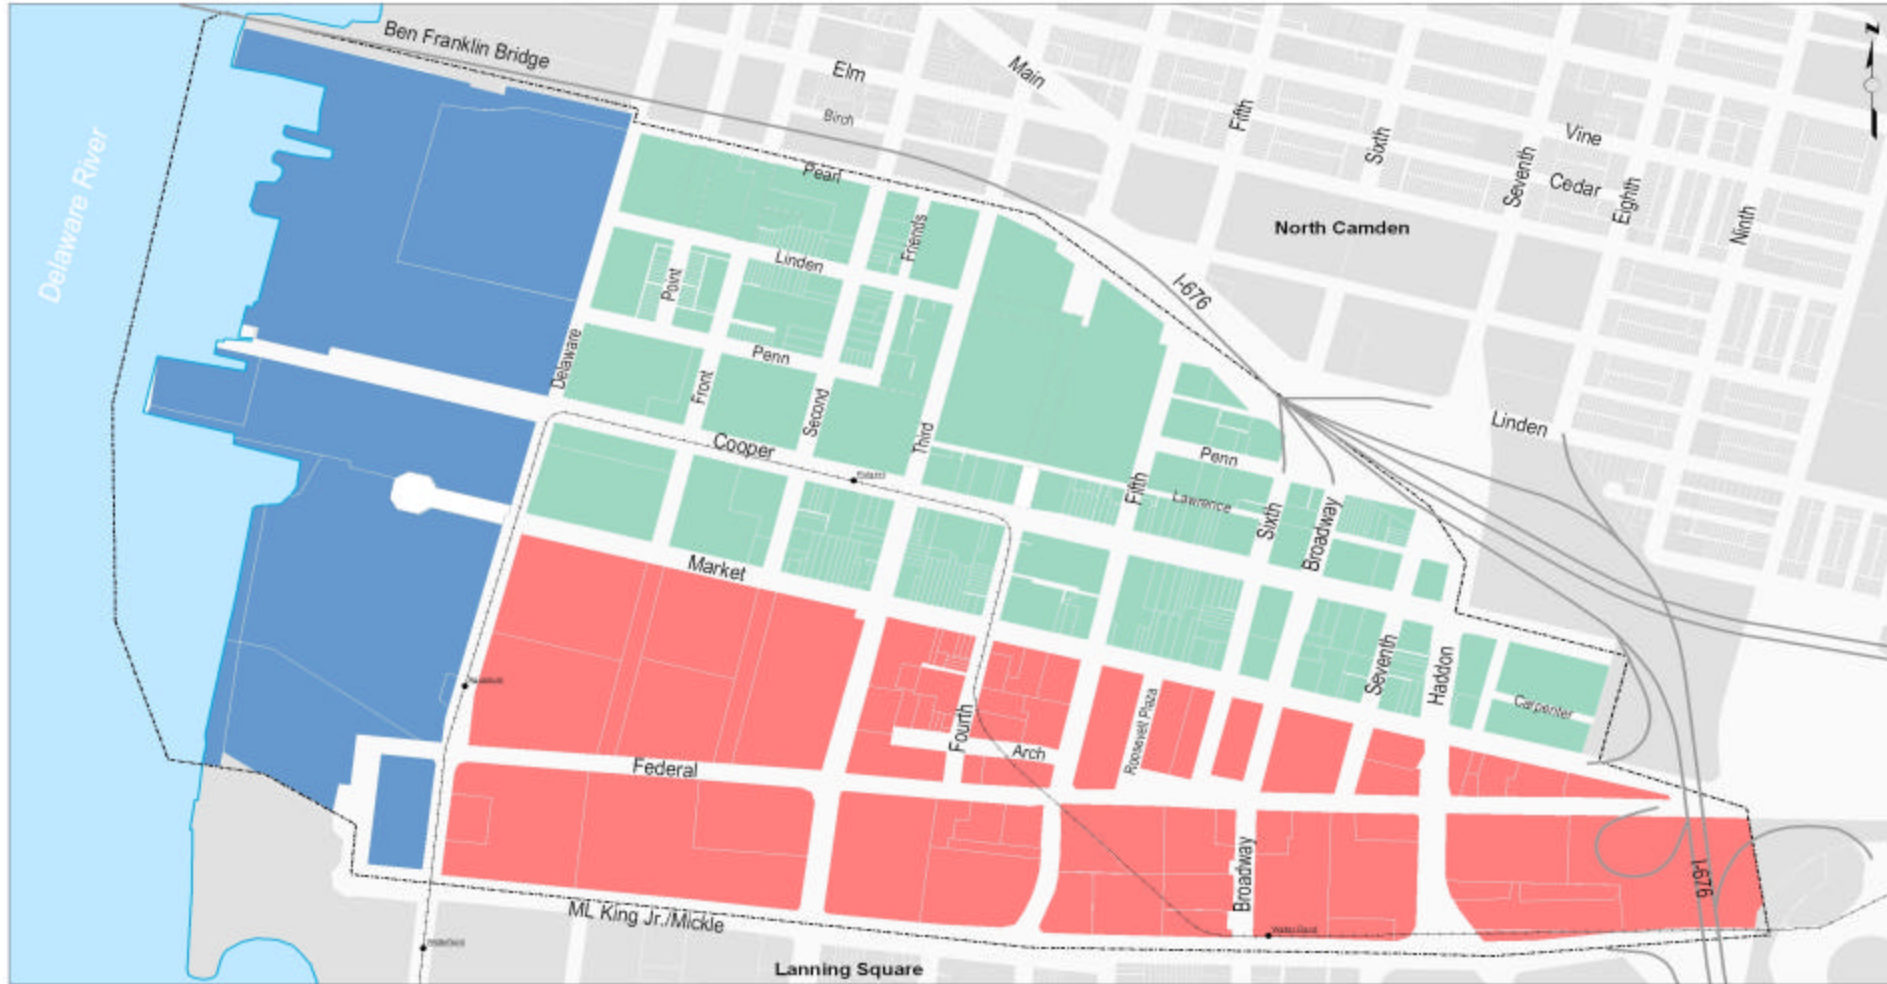 Ben Franklin Bridge
Elm
Main
Birch
Fifth
Sixth
Vine
Seventh
Cedar
Eighth
Ninth
North Camden
Delaware River
Pearl
Friends
Linden
Point
I-676
Penn
Delaware
Front
Second
Third
Cooper
Linden
Penn
Fifth
Lawrence
Sixth
Broadway
Market
Seventh
Haddon
Carpenter
Roosevelt Plaza
Fourth
Arch
Federal
Broadway
I-676
ML King Jr./Mickle
Lanning Square